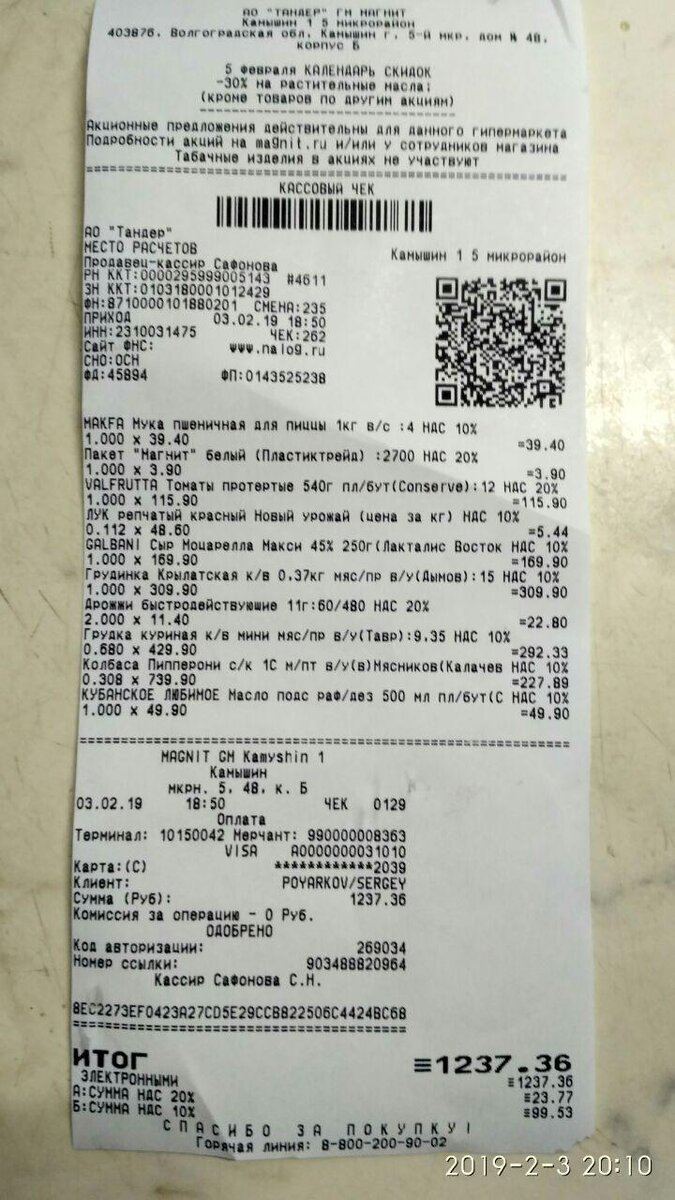 АО "ТАНДЕР" ГМ МАГНИТ
Камышин 1 5 микрорайон
403876, Волгоградская обл, Камышин г, 5-й мкр, дом № 48,
корпус Б
5 февраля КАЛЕНДАРЬ СКИДОК
-30% на растительные масла;
(кроме товаров по другим акциям)
Акционные предложения действительны для данного гипермаркета
Подробности акций на magnit.ru и/или у сотрудников магазина
Табачные изделия в акциях не участвуют
КАССОВЫЙ ЧЕК
АО "Тандер"
МЕСТО РАСЧЕТОВ
Камышин 1 5 микрорайон
Продавец-кассир Сафонова
РН ККТ:0000295999005143 #4611
ЗН ККТ:0103180001012429
ФН:8710000101880201 СМЕНА:235
ПРИХОД 03.02.19 18:50
ИНН:2310031475 ЧЕК:262
Сайт ФНС: www.nalog.ru
СНО:ОСН
ФД:45894 ФП:0143525238
MAKFA Мука пшеничная для пиццы 1кг в/с :4 НДС 10%
1.000 x 39.40 =39.40
Пакет "Магнит" белый (Пластиктрейд) :2700 НДС 20%
1.000 x 3.90 =3.90
VALFRUTTA Томаты протертые 540г пл/бут(Conserve):12 НДС 20%
1.000 x 115.90 =115.90
ЛУК репчатый красный Новый урожай (цена за кг) НДС 10%
0.112 x 48.60 =5.44
GALBANI Сыр Моцарелла Макси 45% 250г(Лакталис Восток НДС 10%
1.000 x 169.90 =169.90
Грудинка Крылатская к/в 0,37кг мяс/пр в/у(Дымов):15 НДС 10%
1.000 x 309.90 =309.90
Дрожжи быстродействующие 11г:60/480 НДС 20%
2.000 x 11.40 =22.80
Грудка куриная к/в мини мяс/пр в/у(Тавр):9,35 НДС 10%
0.680 x 429.90 =292.33
Колбаса Пипперони с/к 1С м/пт в/у(в)Мясников(Калачев НДС 10%
0.308 x 739.90 =227.89
КУБАНСКОЕ ЛЮБИМОЕ Масло подс раф/дез 500 мл пл/бут(С НДС 10%
1.000 x 49.90 =49.90
MAGNIT GM Kamyshin 1
Камышин
мкрн. 5, 48, к. Б
03.02.19 18:50 ЧЕК 0129
Оплата
Терминал: 10150042 Мерчант: 990000008363
VISA A0000000031010
Карта:(C) ************2039
Клиент: POYARKOV/SERGEY
Сумма (Руб): 1237.36
Комиссия за операцию - 0 Руб.
ОДОБРЕНО
Код авторизации: 269034
Номер ссылки: 903488820964
Кассир Сафонова С.Н.
8EC2273EF0423A27CD5E29CCB822506C4424BC68
ИТОГ ≡1237.36
ЭЛЕКТРОННЫМИ ≡1237.36
А:СУММА НДС 20% ≡23.77
Б:СУММА НДС 10% ≡99.53
СПАСИБО ЗА ПОКУПКУ!
Горячая линия: 8-800-200-90-02
2019-2-3 20:10